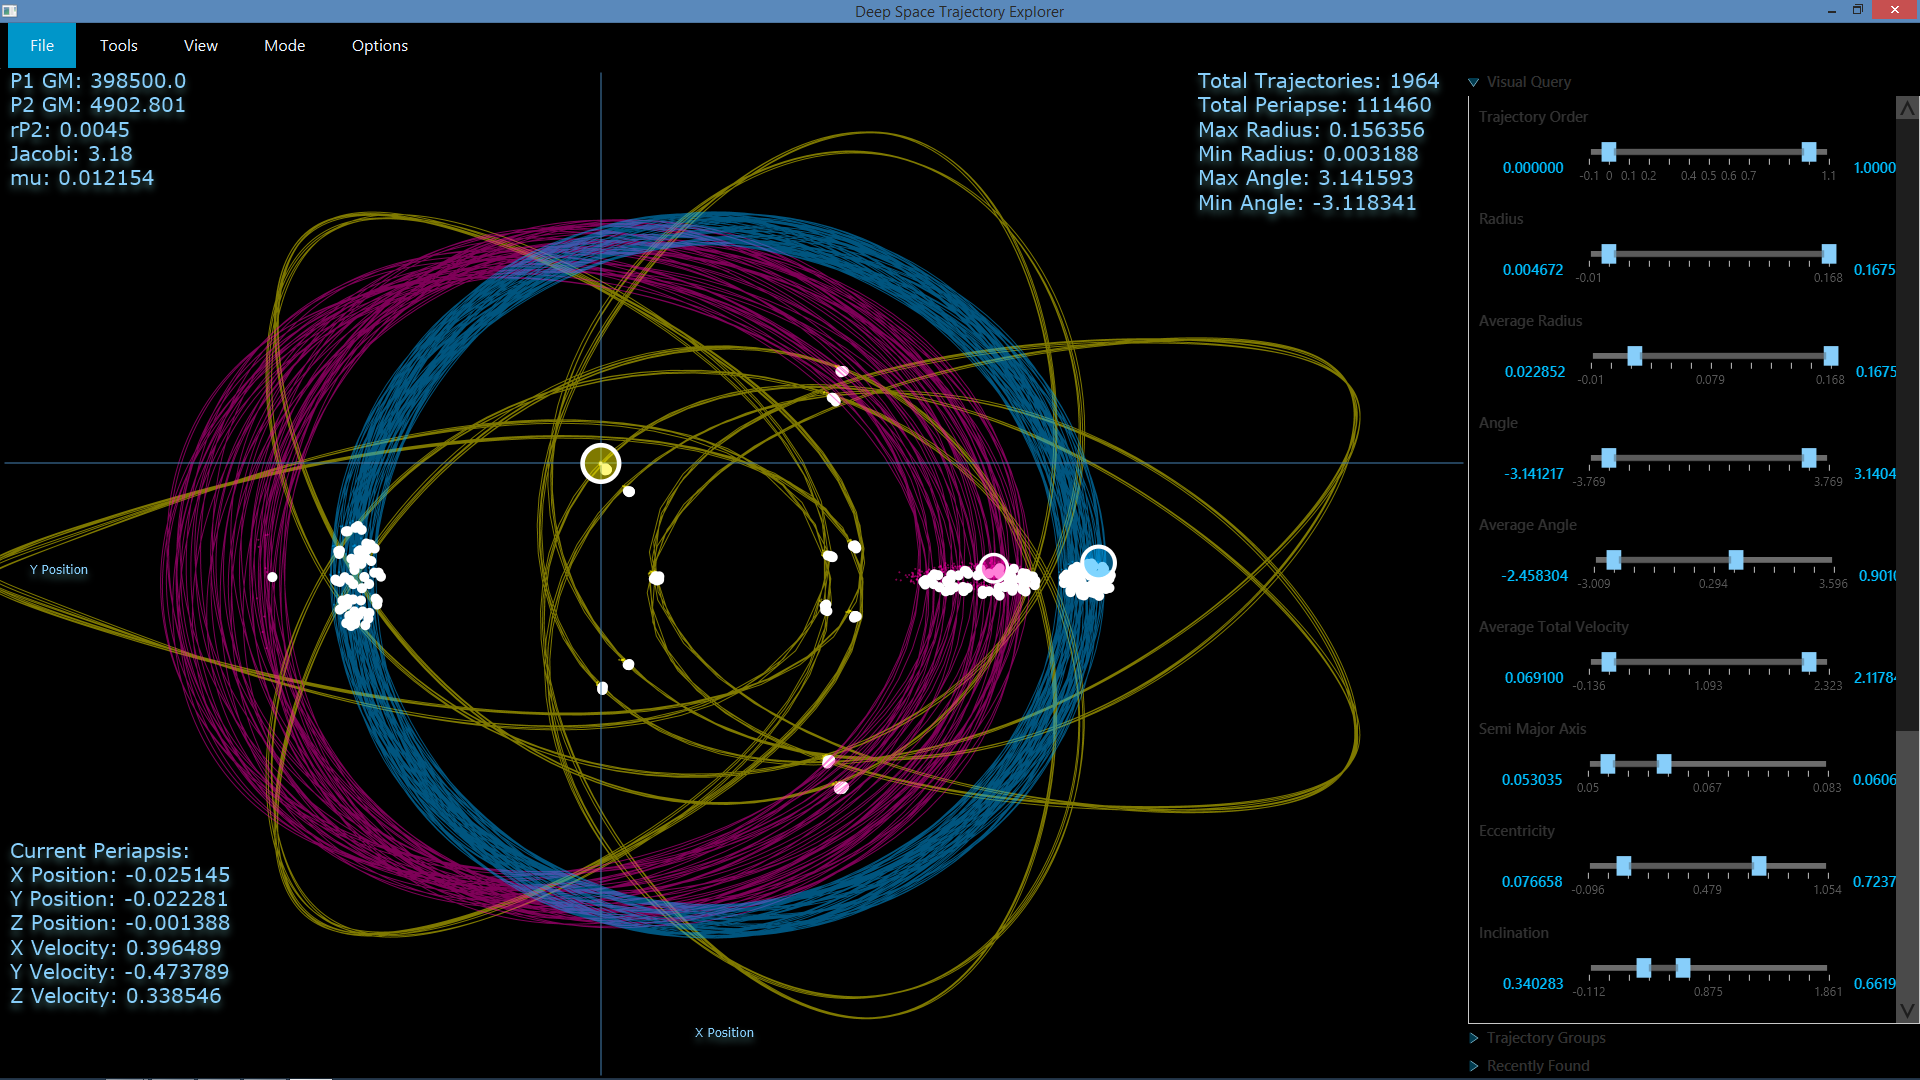 Deep Space Trajectory Explorer
File Tools View Mode Options
P1 GM: 398500.0
P2 GM: 4902.801
rP2: 0.0045
Jacobi: 3.18
mu: 0.012154
Total Trajectories: 1964
Total Periapse: 111460
Max Radius: 0.156356
Min Radius: 0.003188
Max Angle: 3.141593
Min Angle: -3.118341
Y Position
X Position
Current Periapsis:
X Position: -0.025145
Y Position: -0.022281
Z Position: -0.001388
X Velocity: 0.396489
Y Velocity: -0.473789
Z Velocity: 0.338546
Visual Query
Trajectory Order
0.000000 1.0000
-0.1 0 0.1 0.2 0.4 0.5 0.6 0.7 1.1
Radius
0.004672 0.1675
-0.01 0.168
Average Radius
0.022852 0.1675
-0.01 0.079 0.168
Angle
-3.141217 3.1404
-3.769 3.769
Average Angle
-2.458304 0.9010
-3.009 0.294 3.596
Average Total Velocity
0.069100 2.1178
-0.136 1.093 2.323
Semi Major Axis
0.053035 0.0606
0.05 0.067 0.083
Eccentricity
0.076658 0.7237
-0.096 0.479 1.054
Inclination
0.340283 0.6619
-0.112 0.875 1.861
Trajectory Groups
Recently Found